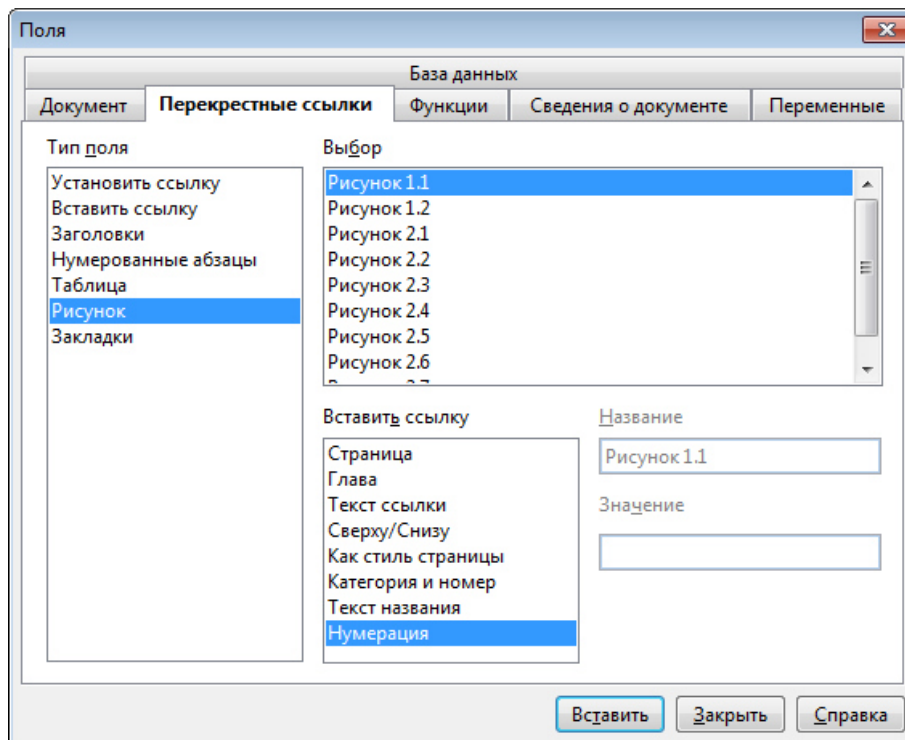 Поля
База данных
Документ Перекрестные ссылки Функции Сведения о документе Переменные
Тип поля
Установить ссылку
Вставить ссылку
Заголовки
Нумерованные абзацы
Таблица
Рисунок
Закладки
Выбор
Рисунок 1.1
Рисунок 1.2
Рисунок 2.1
Рисунок 2.2
Рисунок 2.3
Рисунок 2.4
Рисунок 2.5
Рисунок 2.6
Вставить ссылку
Страница
Глава
Текст ссылки
Сверху/Снизу
Как стиль страницы
Категория и номер
Текст названия
Нумерация
Название
Рисунок 1.1
Значение
Вставить Закрыть Справка